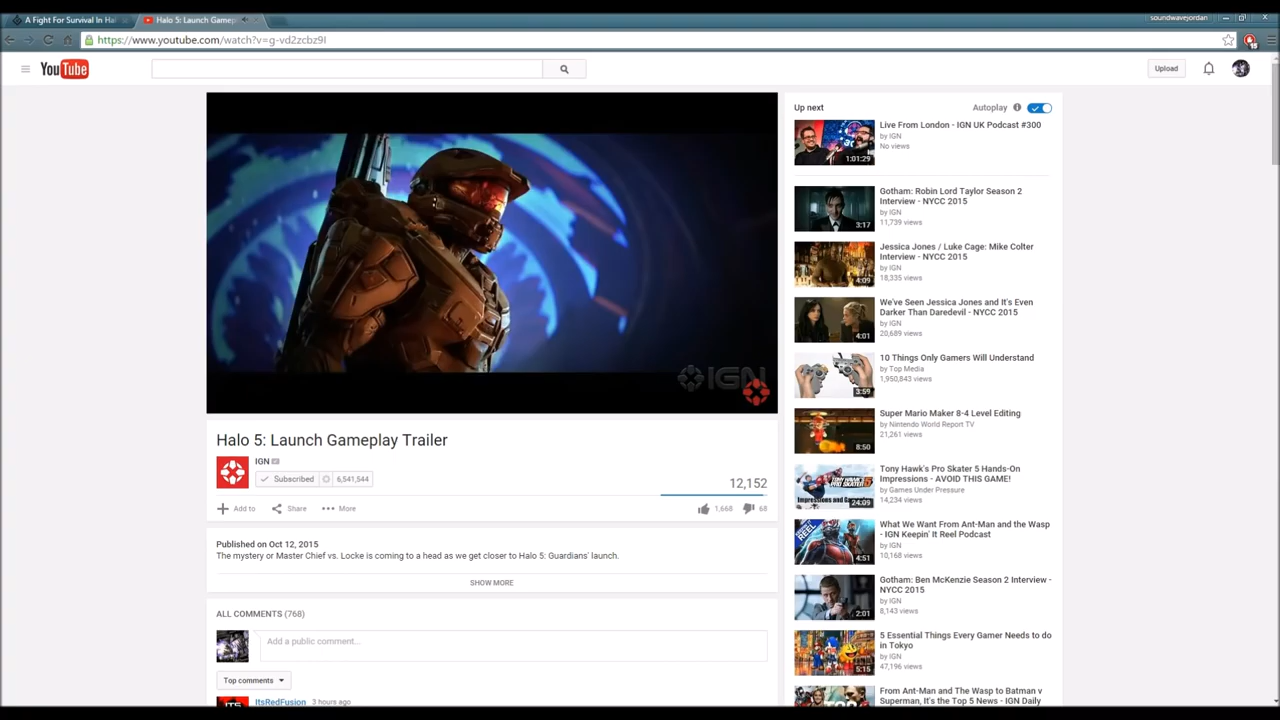 A Fight For Survival In Hal
Halo 5: Launch Gamep
soundwavejordan
https://www.youtube.com/watch?v=g-vd2zcbz9I
15
YouTube
Upload
IGN
Halo 5: Launch Gameplay Trailer
IGN
Subscribed 6,541,544
12,152
Add to Share More 1,668 68
Published on Oct 12, 2015
The mystery or Master Chief vs. Locke is coming to a head as we get closer to Halo 5: Guardians' launch.
SHOW MORE
ALL COMMENTS (768)
Add a public comment...
Top comments
ITS
ItsRedFusion 3 hours ago
Up next Autoplay
Live From London - IGN UK Podcast #300
by IGN
No views
1:01:29
Gotham: Robin Lord Taylor Season 2
Interview - NYCC 2015
by IGN
11,739 views
3:17
Jessica Jones / Luke Cage: Mike Colter
Interview - NYCC 2015
by IGN
18,335 views
4:09
We've Seen Jessica Jones and It's Even
Darker Than Daredevil - NYCC 2015
by IGN
20,689 views
4:01
10 Things Only Gamers Will Understand
by Top Media
1,950,843 views
3:59
Super Mario Maker 8-4 Level Editing
by Nintendo World Report TV
21,261 views
8:50
Tony Hawk's Pro Skater 5 Hands-On
Impressions - AVOID THIS GAME!
by Games Under Pressure
14,234 views
24:09
What We Want From Ant-Man and the Wasp
- IGN Keepin' It Reel Podcast
by IGN
10,168 views
4:51
Gotham: Ben McKenzie Season 2 Interview -
NYCC 2015
by IGN
8,143 views
2:01
5 Essential Things Every Gamer Needs to do
in Tokyo
by IGN
47,196 views
5:15
From Ant-Man and The Wasp to Batman v
Superman, It's the Top 5 News - IGN Daily